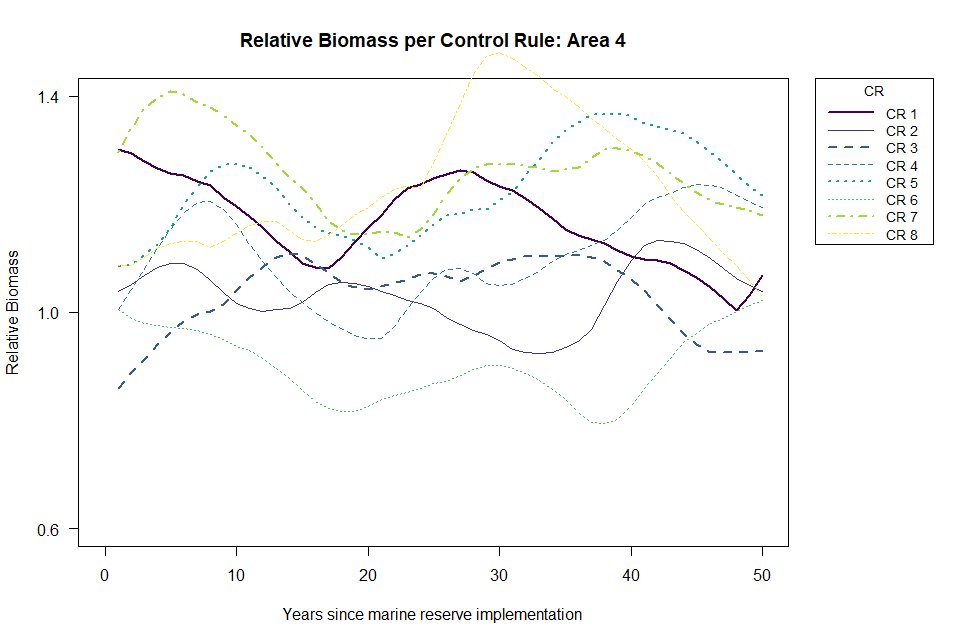 Relative Biomass per Control Rule: Area 4
CR
CR 1
CR 2
CR 3
CR 4
CR 5
CR 6
CR 7
CR 8
Relative Biomass
1.4
1.0
0.6
0 10 20 30 40 50
Years since marine reserve implementation